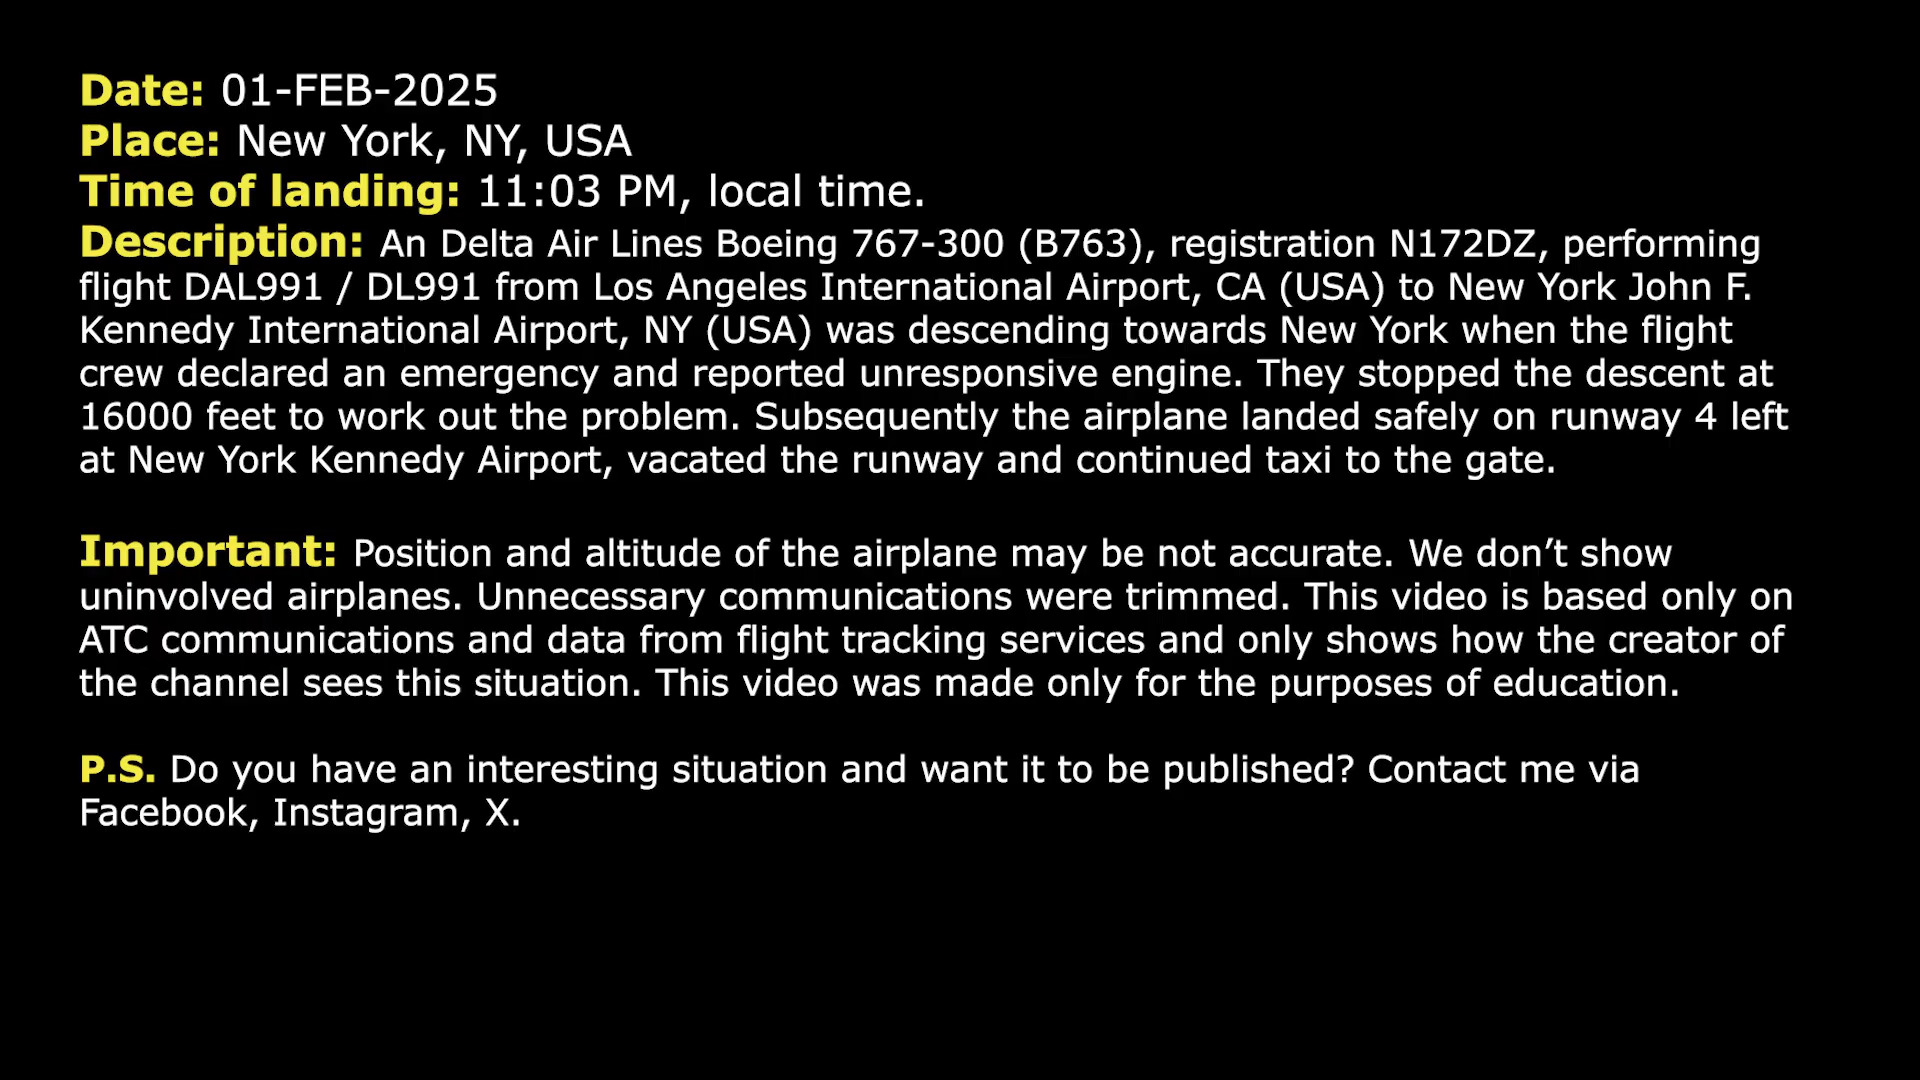 Date: 01-FEB-2025
Place: New York, NY, USA
Time of landing: 11:03 PM, local time.
Description: An Delta Air Lines Boeing 767-300 (B763), registration N172DZ, performing
flight DAL991 / DL991 from Los Angeles International Airport, CA (USA) to New York John F.
Kennedy International Airport, NY (USA) was descending towards New York when the flight
crew declared an emergency and reported unresponsive engine. They stopped the descent at
16000 feet to work out the problem. Subsequently the airplane landed safely on runway 4 left
at New York Kennedy Airport, vacated the runway and continued taxi to the gate.
Important: Position and altitude of the airplane may be not accurate. We don’t show
uninvolved airplanes. Unnecessary communications were trimmed. This video is based only on
ATC communications and data from flight tracking services and only shows how the creator of
the channel sees this situation. This video was made only for the purposes of education.
P.S. Do you have an interesting situation and want it to be published? Contact me via
Facebook, Instagram, X.